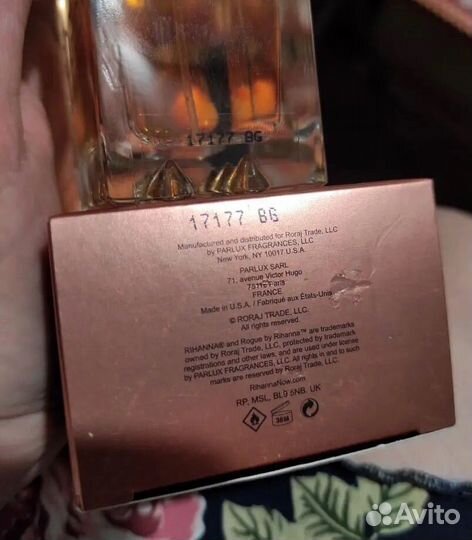 17177 BG
17177 BG
Manufactured and distributed for Roraj Trade, LLC
by PARLUX FRAGRANCES, LLC
New York, NY 10017 U.S.A.
PARLUX SARL
71, avenue Victor Hugo
Paris
FRANCE
Made in U.S.A. / Fabriqué aux États-Unis
© RORAJ TRADE, LLC.
All rights reserved.
RIHANNA® and Rogue by Rihanna™ are trademarks
owned by Roraj Trade, LLC, protected by trademark
registrations and other laws, and are used under license
by PARLUX FRAGRANCES, LLC. All rights in and to such
marks are reserved by Roraj Trade, LLC.
RihannaNow.com
RP, MSL, BL9 5NB. UK
36M
Avito